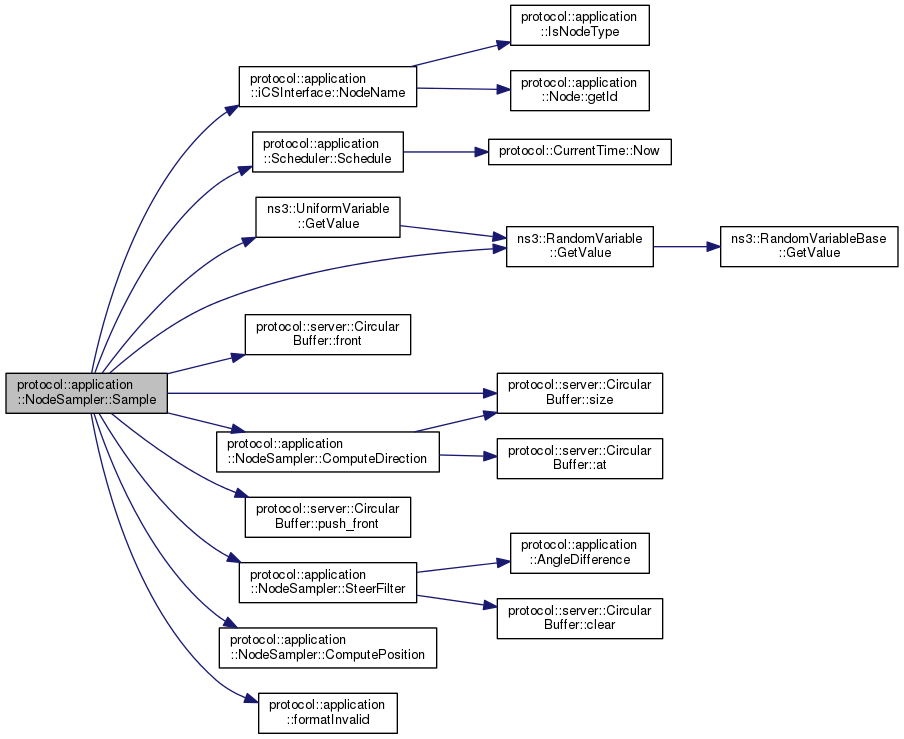 protocol::application
::IsNodeType
protocol::application
::iCSInterface::NodeName
protocol::application
::Node::getId
protocol::application
::Scheduler::Schedule
protocol::CurrentTime::Now
ns3::UniformVariable
::GetValue
ns3::RandomVariable
::GetValue
ns3::RandomVariableBase
::GetValue
protocol::server::Circular
Buffer::front
protocol::application
::NodeSampler::Sample
protocol::server::Circular
Buffer::size
protocol::application
::NodeSampler::ComputeDirection
protocol::server::Circular
Buffer::at
protocol::server::Circular
Buffer::push_front
protocol::application
::AngleDifference
protocol::application
::NodeSampler::SteerFilter
protocol::server::Circular
Buffer::clear
protocol::application
::NodeSampler::ComputePosition
protocol::application
::formatInvalid